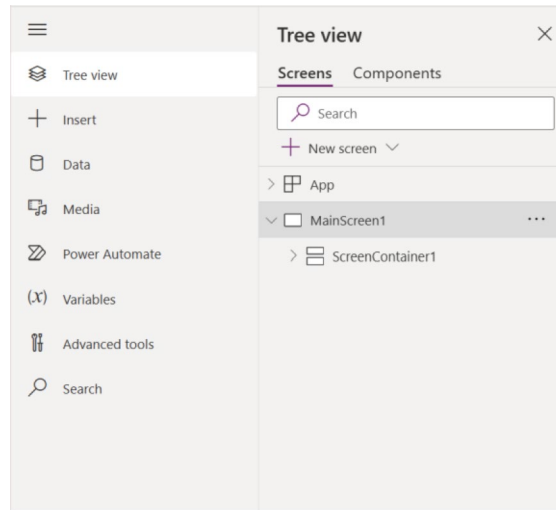 Tree view
Insert
Data
Media
Power Automate
(x) Variables
Advanced tools
Search
Tree view
Screens Components
Search
New screen
App
MainScreen1
ScreenContainer1